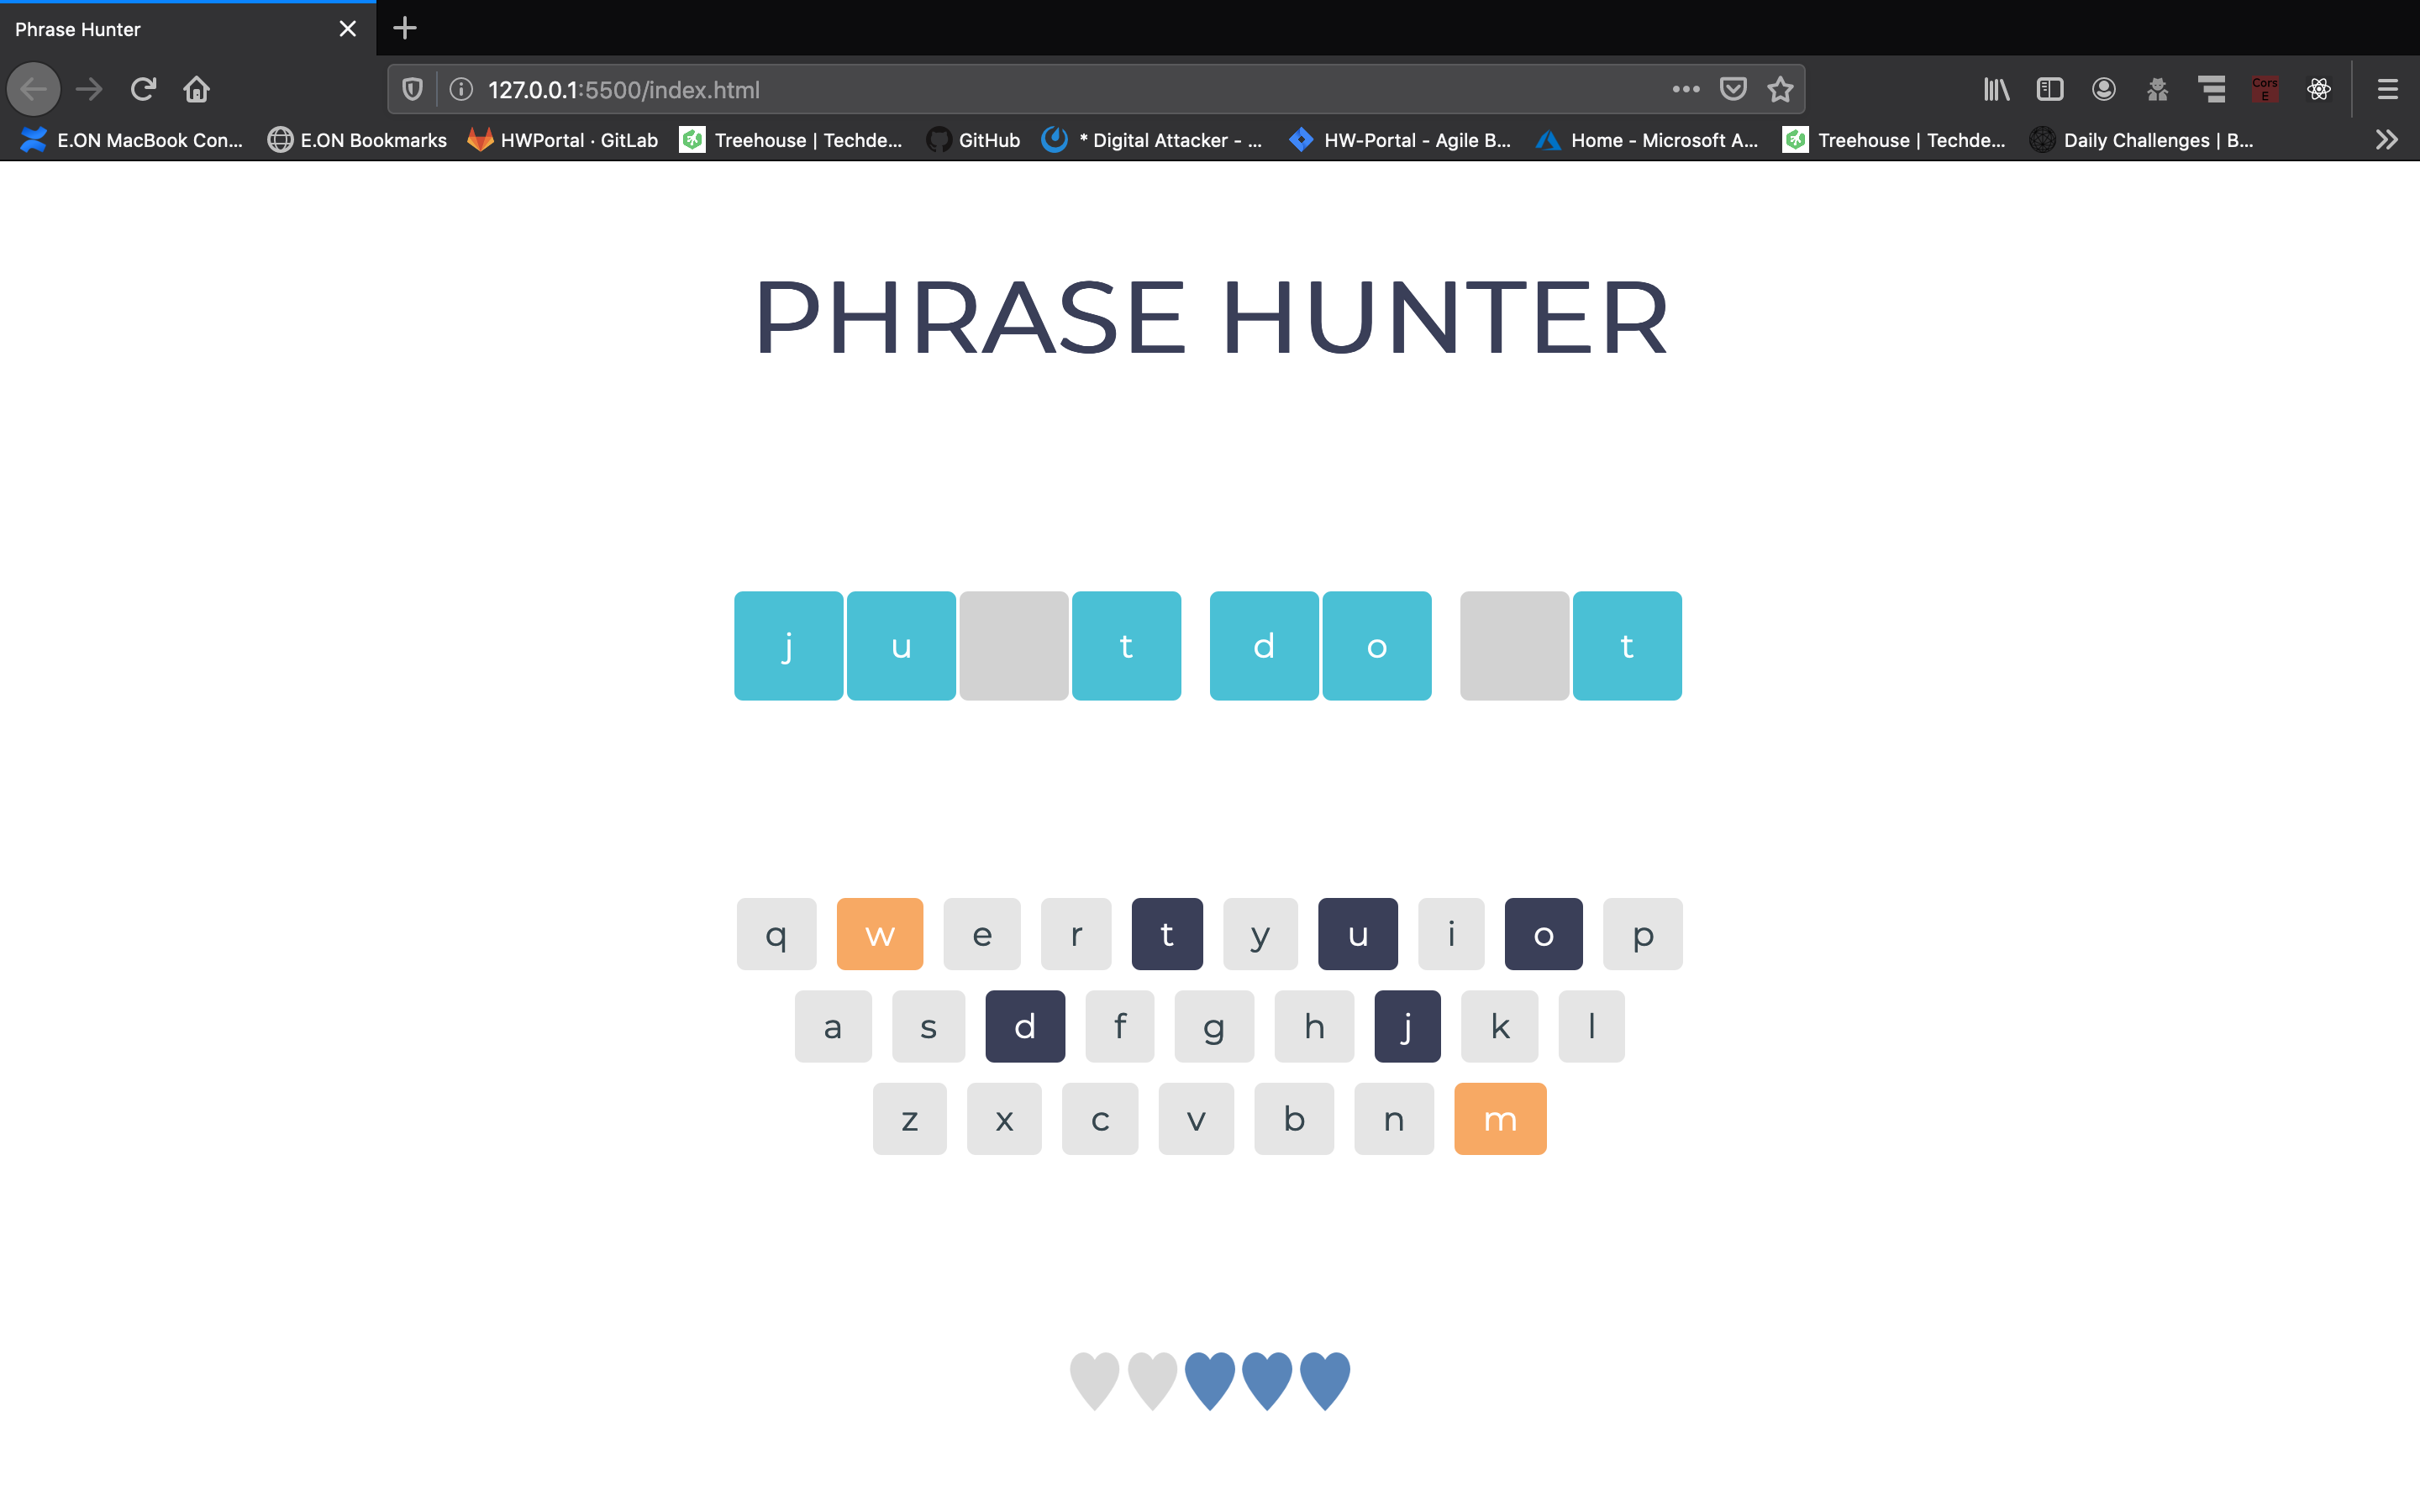 Phrase Hunter
127.0.0.1:5500/index.html
Cors E
E.ON MacBook Con... E.ON Bookmarks HWPortal · GitLab Treehouse | Techde... GitHub * Digital Attacker - ... HW-Portal - Agile B... Home - Microsoft A... Treehouse | Techde... Daily Challenges | B...
PHRASE HUNTER
j u t d o t
q w e r t y u i o p
a s d f g h j k l
z x c v b n m